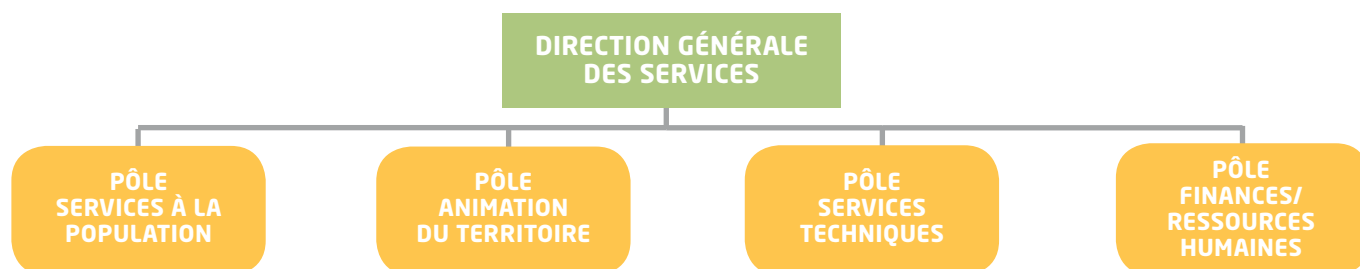 DIRECTION GÉNÉRALE
DES SERVICES
PÔLE
SERVICES À LA
POPULATION
PÔLE
ANIMATION
DU TERRITOIRE
PÔLE
SERVICES
TECHNIQUES
PÔLE
FINANCES/
RESSOURCES
HUMAINES